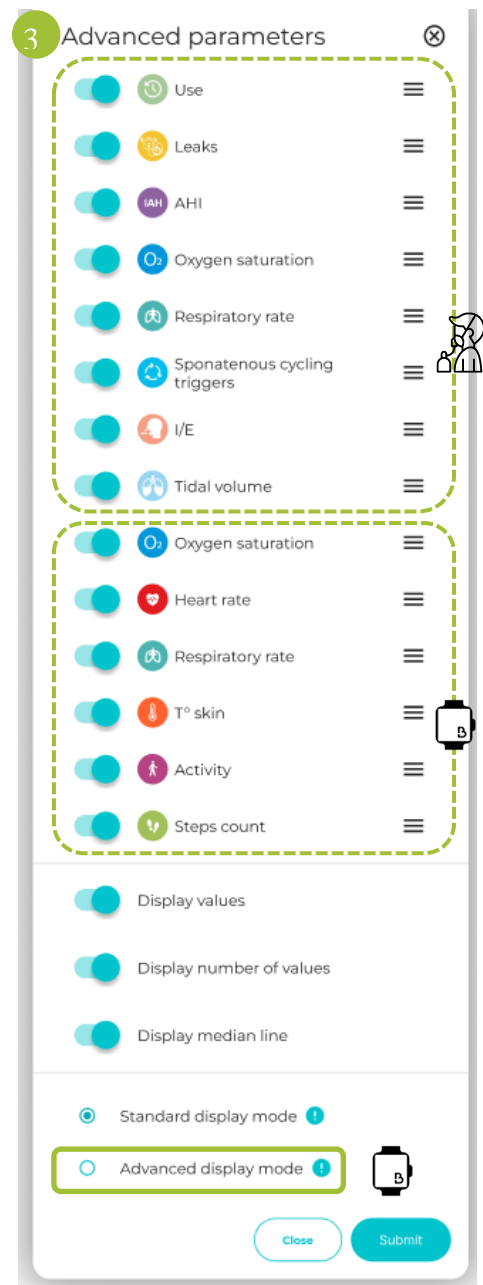 3 Advanced parameters
Use
Leaks
IAH AHI
O₂ Oxygen saturation
Respiratory rate
Sponatenous cycling
triggers
I/E
Tidal volume
O₂ Oxygen saturation
Heart rate
Respiratory rate
T° skin
B
Activity
Steps count
Display values
Display number of values
Display median line
Standard display mode !
Advanced display mode !
B
Close Submit